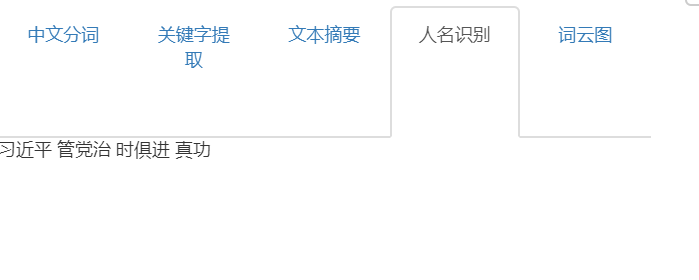 中文分词
关键字提
取
文本摘要
人名识别
词云图
习近平 管党治 时俱进 真功